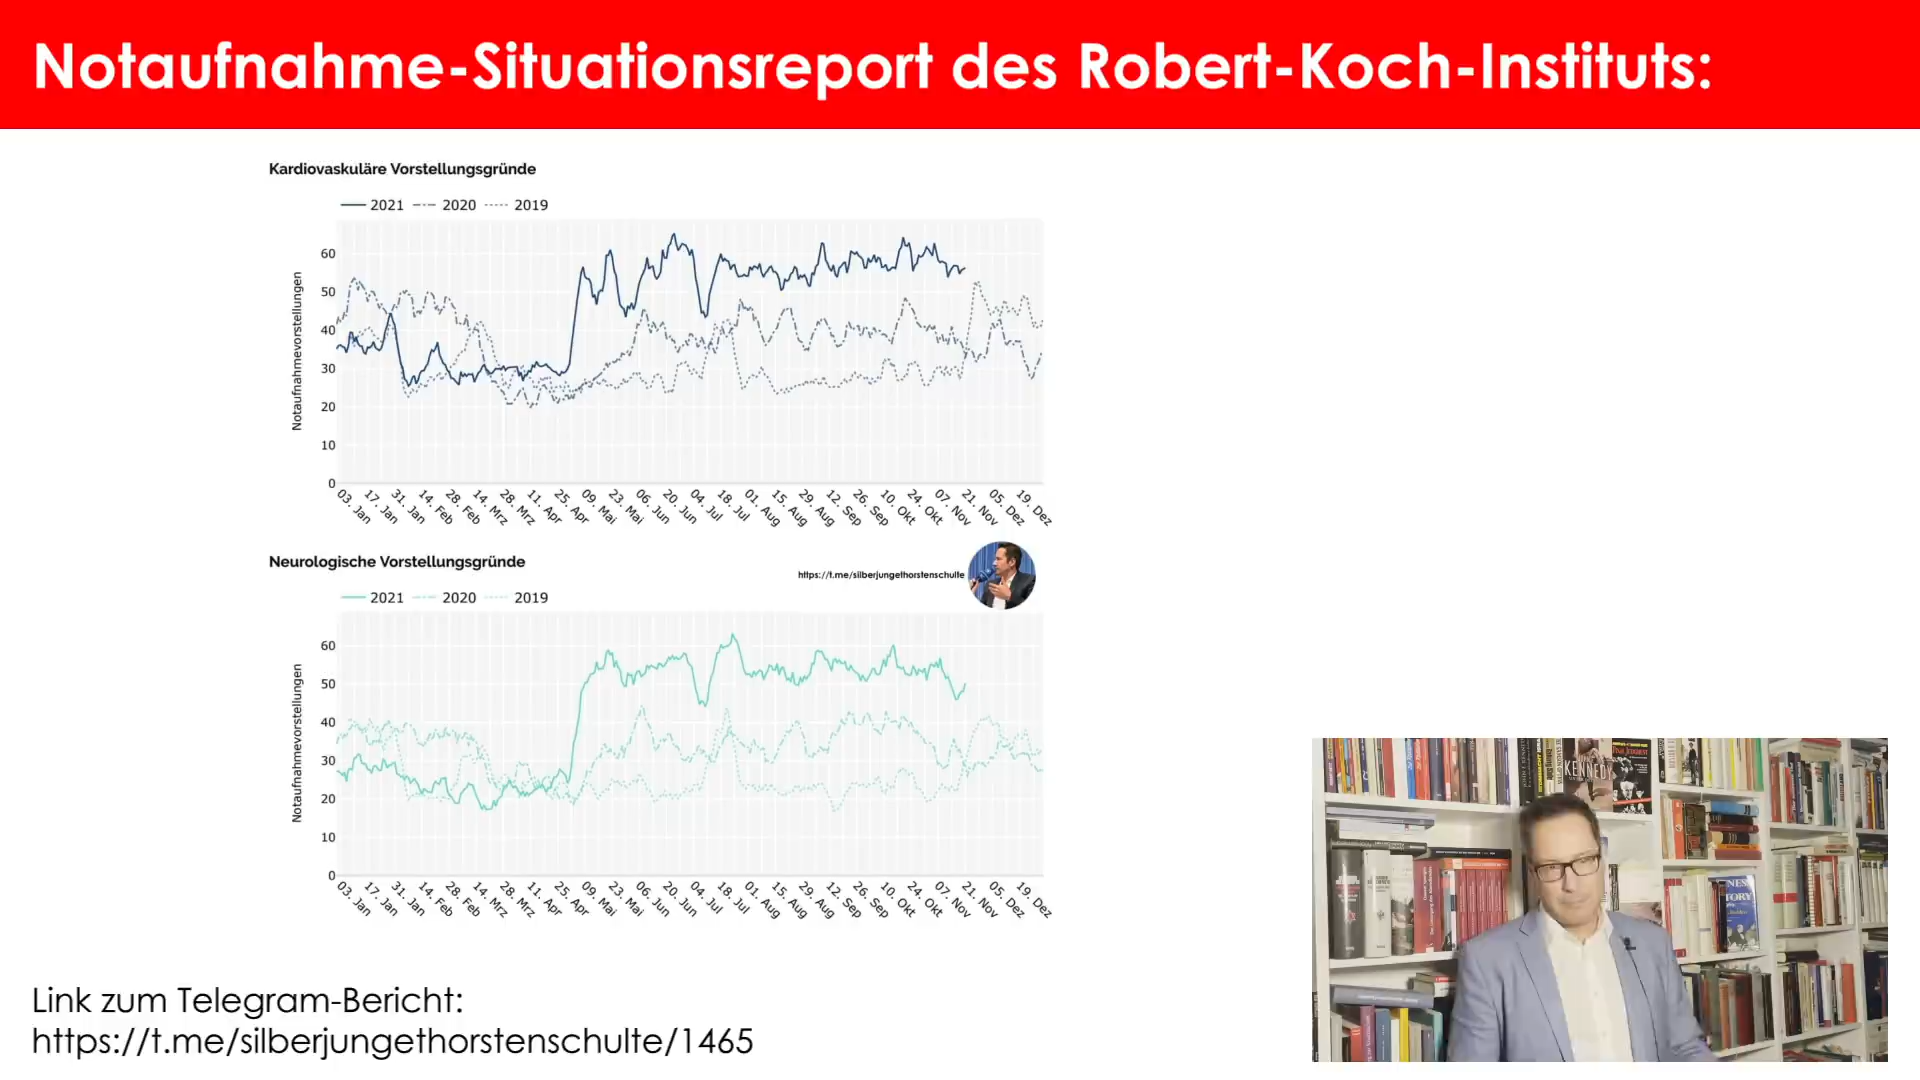 Notaufnahme-Situationsreport des Robert-Koch-Instituts:
Kardiovaskuläre Vorstellungsgründe
2021 2020 2019
Notaufnahmevorstellungen
60
50
40
30
20
10
0
03. Jan 17. Jan 31. Jan 14. Feb 28. Feb 14. Mrz 28. Mrz 11. Apr 25. Apr 09. Mai 23. Mai 06. Jun 20. Jun 04. Jul 18. Jul 01. Aug 15. Aug 29. Aug 12. Sep 26. Sep 10. Okt 24. Okt 07. Nov 21. Nov 05. Dez 19. Dez
Neurologische Vorstellungsgründe
https://t.me/silberjungethorstenschulte
2021 2020 2019
Notaufnahmevorstellungen
60
50
40
30
20
10
0
03. Jan 17. Jan 31. Jan 14. Feb 28. Feb 14. Mrz 28. Mrz 11. Apr 25. Apr 09. Mai 23. Mai 06. Jun 20. Jun 04. Jul 18. Jul 01. Aug 15. Aug 29. Aug 12. Sep 26. Sep 10. Okt 24. Okt 07. Nov 21. Nov 05. Dez 19. Dez
KENNEDY
Link zum Telegram-Bericht:
https://t.me/silberjungethorstenschulte/1465